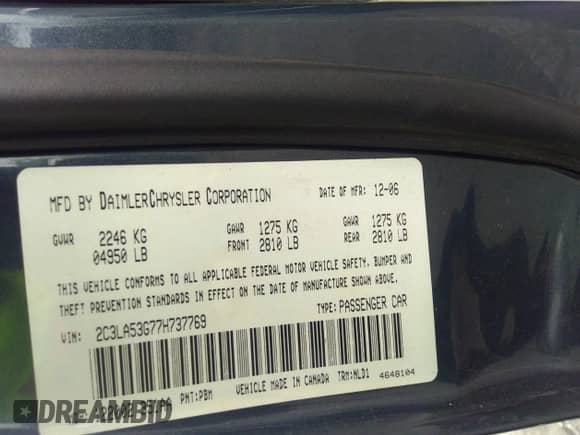 MFD BY DAIMLERCHRYSLER CORPORATION DATE OF MFR: 12-06
GVWR 2246 KG GAWR 1275 KG GAWR 1275 KG
04950 LB FRONT 2810 LB REAR 2810 LB
THIS VEHICLE CONFORMS TO ALL APPLICABLE FEDERAL MOTOR VEHICLE SAFETY, BUMPER AND
THEFT PREVENTION STANDARDS IN EFFECT ON THE DATE OF MANUFACTURE SHOWN ABOVE.
VIN: 2C3LA53G77H737769 TYPE: PASSENGER CAR
PNT: PBM VEHICLE MADE IN CANADA TRM: NLD1 4648104
DREAMBID